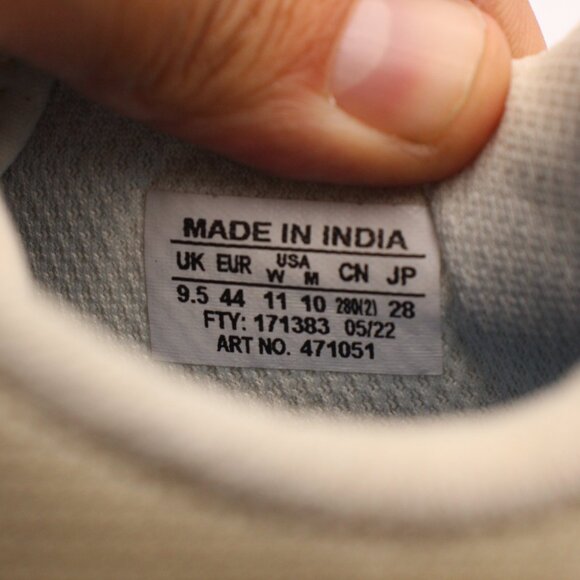 MADE IN INDIA
UK EUR USA W M CN JP
9.5 44 11 10 280(2) 28
FTY: 171383 05/22
ART NO. 471051